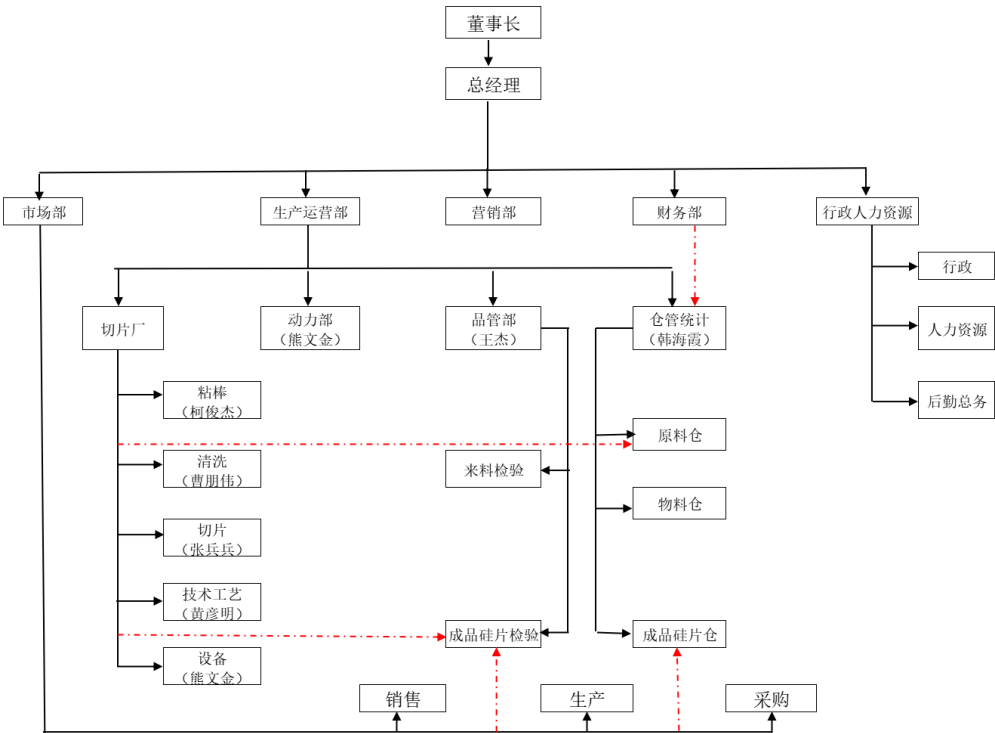 董事长
总经理
市场部
生产运营部
营销部
财务部
行政人力资源
行政
切片厂
动力部
（熊文金）
品管部
（王杰）
仓管统计
（韩海霞）
人力资源
粘棒
（柯俊杰）
后勤总务
原料仓
清洗
（曹朋伟）
来料检验
物料仓
切片
（张兵兵）
技术工艺
（黄彦明）
成品硅片检验
成品硅片仓
设备
（熊文金）
销售
生产
采购